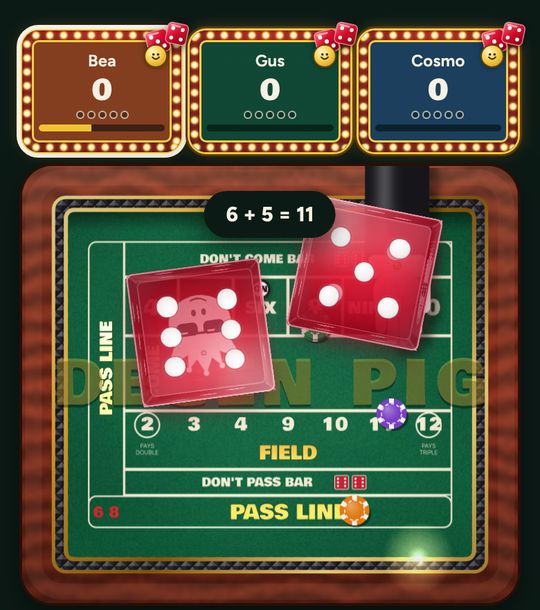 Bea
0
Gus
0
Cosmo
0
6 + 5 = 11
DON'T COME BAR
PASS LINE
2 3 4 9 10 12
PAYS DOUBLE
PAYS TRIPLE
FIELD
DON'T PASS BAR
6 8
PASS LINE